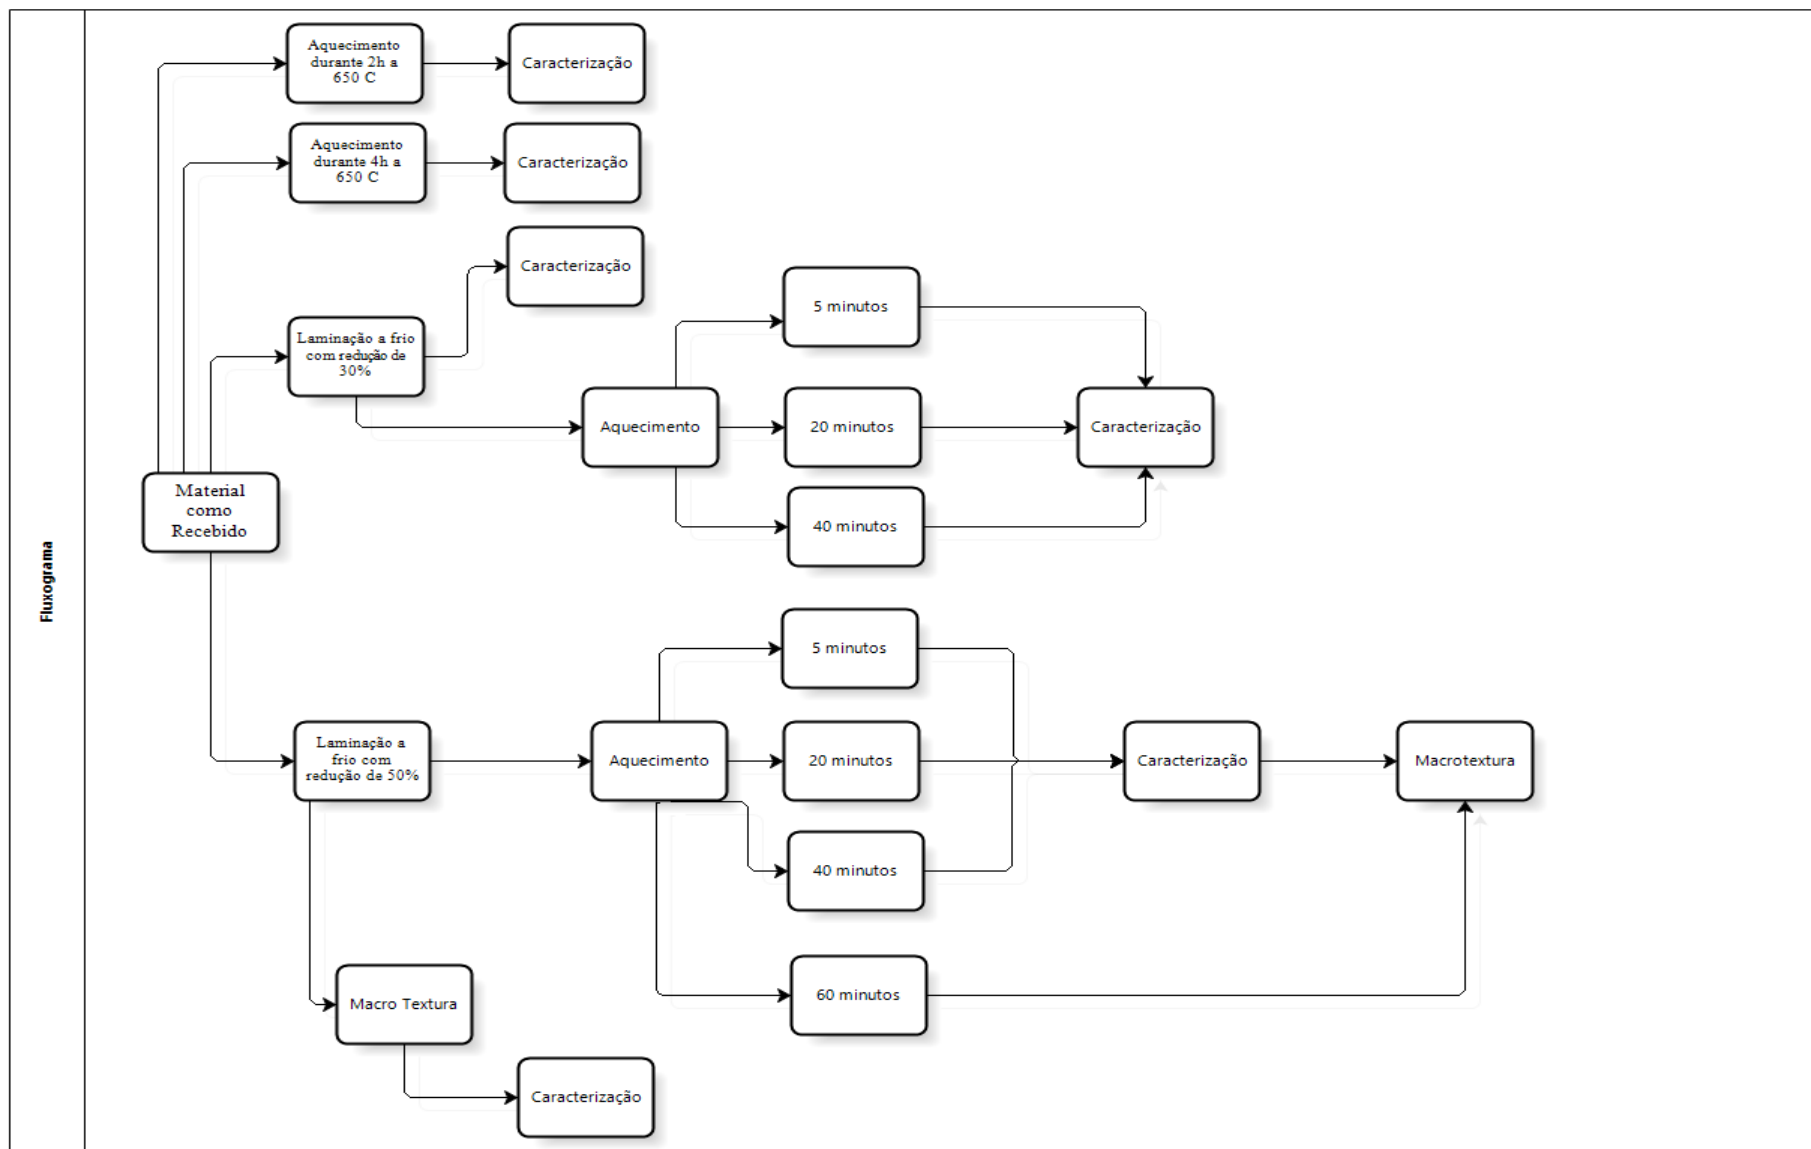 Fluxograma
Aquecimento
durante 2h a
650 C
Caracterização
Aquecimento
durante 4h a
650 C
Caracterização
Caracterização
Laminação a frio
com redução de
30%
Aquecimento
5 minutos
20 minutos
40 minutos
Caracterização
Material
como
Recebido
Laminação a
frio com
redução de 50%
Aquecimento
5 minutos
20 minutos
40 minutos
60 minutos
Caracterização
Macrotextura
Macro Textura
Caracterização